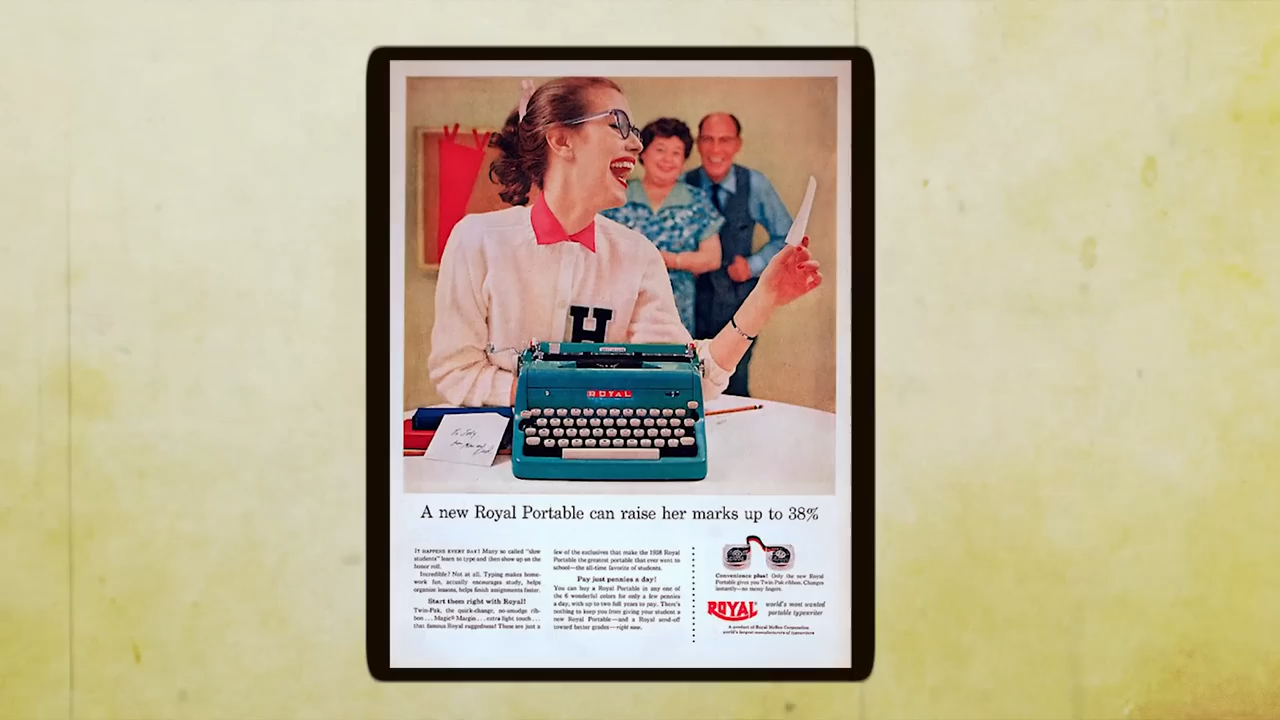 H
ROYAL
A new Royal Portable can raise her marks up to 38%
IT HAPPENS EVERY DAY! Many so called "slow
students" learn to type and then show up on the
honor roll.
Incredible? Not at all. Typing makes home-
work fun, actually encourages study, helps
organize lessons, helps finish assignments faster.
Start them right with Royal!
Twin-Pak, the quick-change, no-smudge rib-
bon...Magic® Margin...extra light touch...
that famous Royal ruggedness! These are just a
few of the exclusives that make the 1958 Royal
Portable the greatest portable that ever went to
school—the all-time favorite of students.
Pay just pennies a day!
You can buy a Royal Portable in any one of
the 6 wonderful colors for only a few pennies
a day, with up to two full years to pay. There's
nothing to keep you from giving your student a
new Royal Portable—and a Royal send-off
toward better grades—right now.
Convenience plus! Only the new Royal
Portable gives you Twin-Pak ribbon. Changes
instantly—no messy fingers.
ROYAL® world's most wanted
portable typewriter
A product of Royal McBee Corporation
world's largest manufacturer of typewriters